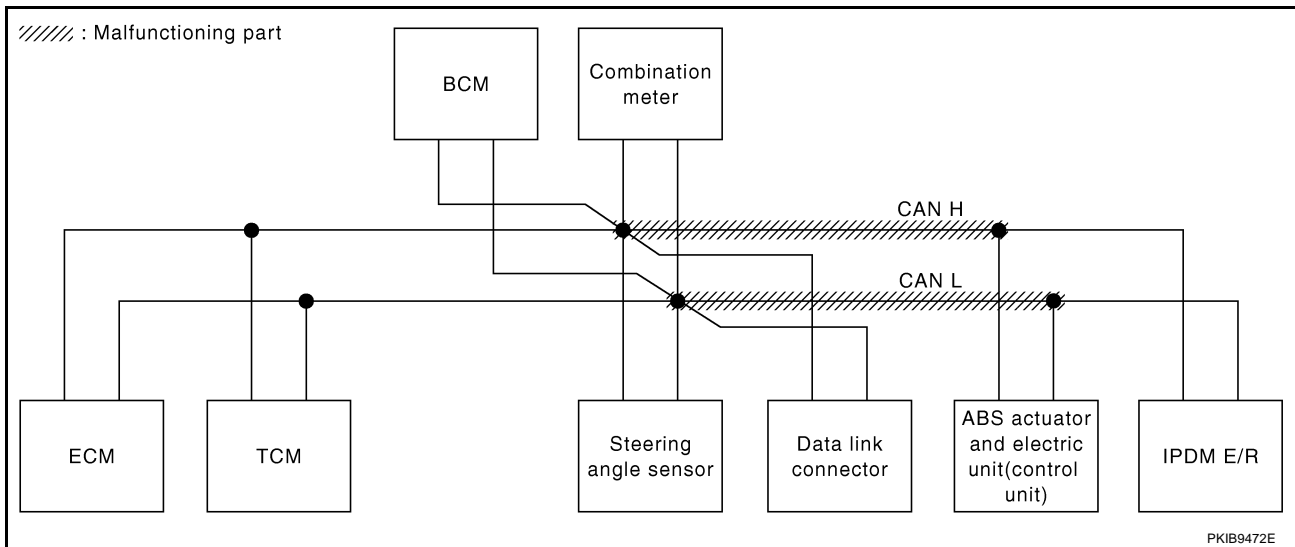 : Malfunctioning part
BCM
Combination
meter
CAN H
CAN L
ECM
TCM
Steering
angle sensor
Data link
connector
ABS actuator
and electric
unit(control
unit)
IPDM E/R
PKIB9472E